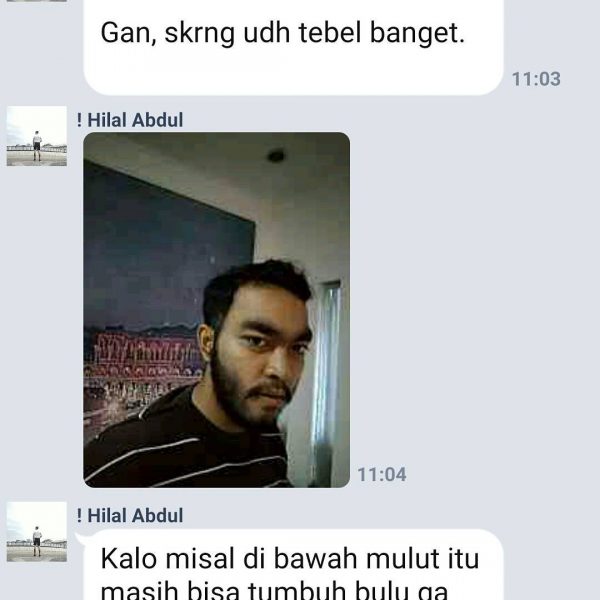 Gan, skrng udh tebel banget.
11:03
! Hilal Abdul
11:04
! Hilal Abdul
Kalo misal di bawah mulut itu
masih bisa tumbuh bulu ga